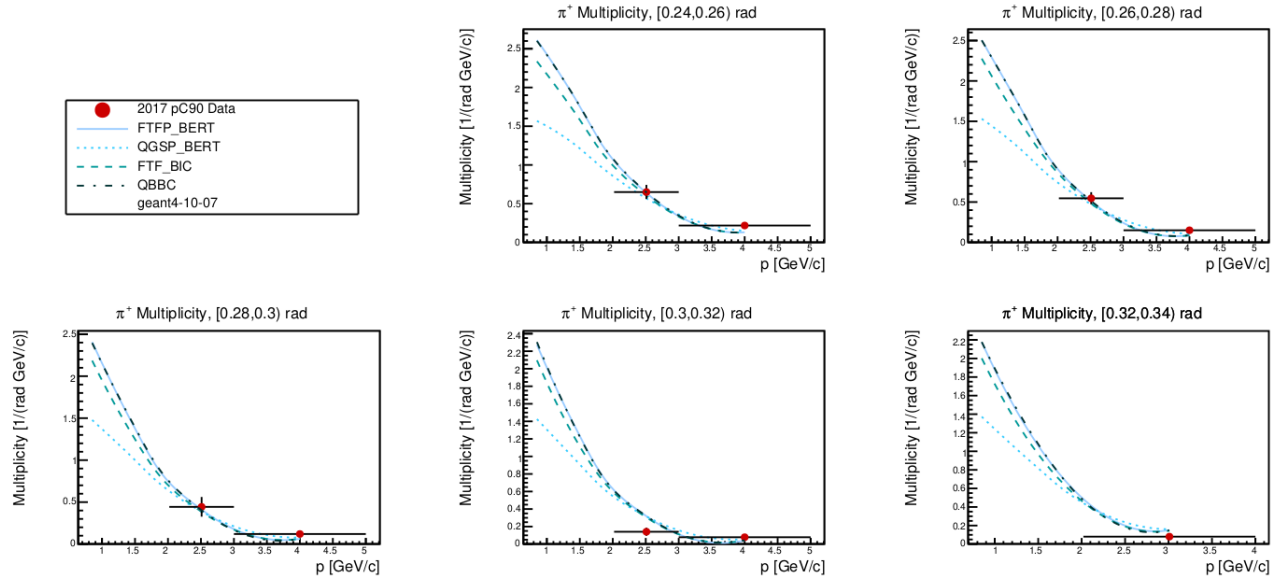 π⁺ Multiplicity, [0.24,0.26) rad
Multiplicity [1/(rad GeV/c)]
2.5
2
1.5
1
0.5
0
1 1.5 2 2.5 3 3.5 4 4.5 5
p [GeV/c]
π⁺ Multiplicity, [0.26,0.28) rad
Multiplicity [1/(rad GeV/c)]
2.5
2
1.5
1
0.5
0
1 1.5 2 2.5 3 3.5 4 4.5 5
p [GeV/c]
2017 pC90 Data
FTFP_BERT
QGSP_BERT
FTF_BIC
QBBC
geant4-10-07
π⁺ Multiplicity, [0.28,0.3) rad
Multiplicity [1/(rad GeV/c)]
2.5
2
1.5
1
0.5
0
1 1.5 2 2.5 3 3.5 4 4.5 5
p [GeV/c]
π⁺ Multiplicity, [0.3,0.32) rad
Multiplicity [1/(rad GeV/c)]
2.4
2.2
2
1.8
1.6
1.4
1.2
1
0.8
0.6
0.4
0.2
0
1 1.5 2 2.5 3 3.5 4 4.5 5
p [GeV/c]
π⁺ Multiplicity, [0.32,0.34) rad
Multiplicity [1/(rad GeV/c)]
2.2
2
1.8
1.6
1.4
1.2
1
0.8
0.6
0.4
0.2
0
1 1.5 2 2.5 3 3.5 4
p [GeV/c]